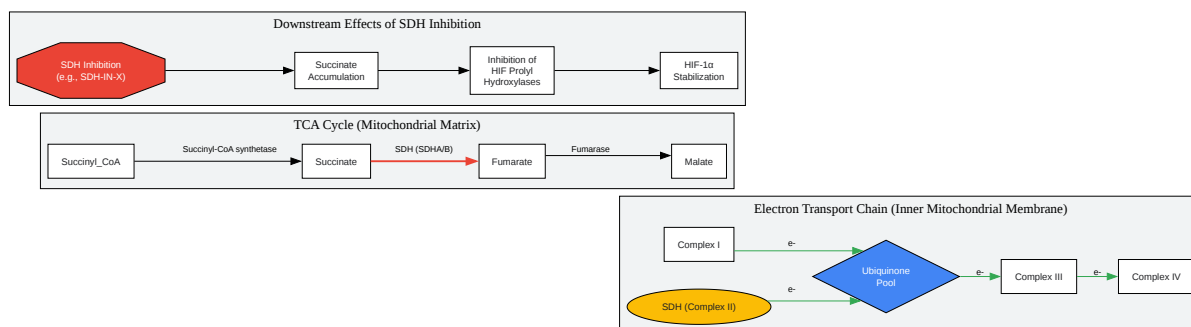 Downstream Effects of SDH Inhibition
SDH Inhibition
(e.g., SDH-IN-X)
Succinate
Accumulation
Inhibition of
HIF Prolyl
Hydroxylases
HIF-1α
Stabilization
TCA Cycle (Mitochondrial Matrix)
Succinyl_CoA
Succinyl-CoA synthetase
Succinate
SDH (SDHA/B)
Fumarate
Fumarase
Malate
Electron Transport Chain (Inner Mitochondrial Membrane)
Complex I
e-
Ubiquinone
Pool
e-
Complex III
e-
Complex IV
SDH (Complex II)
e-